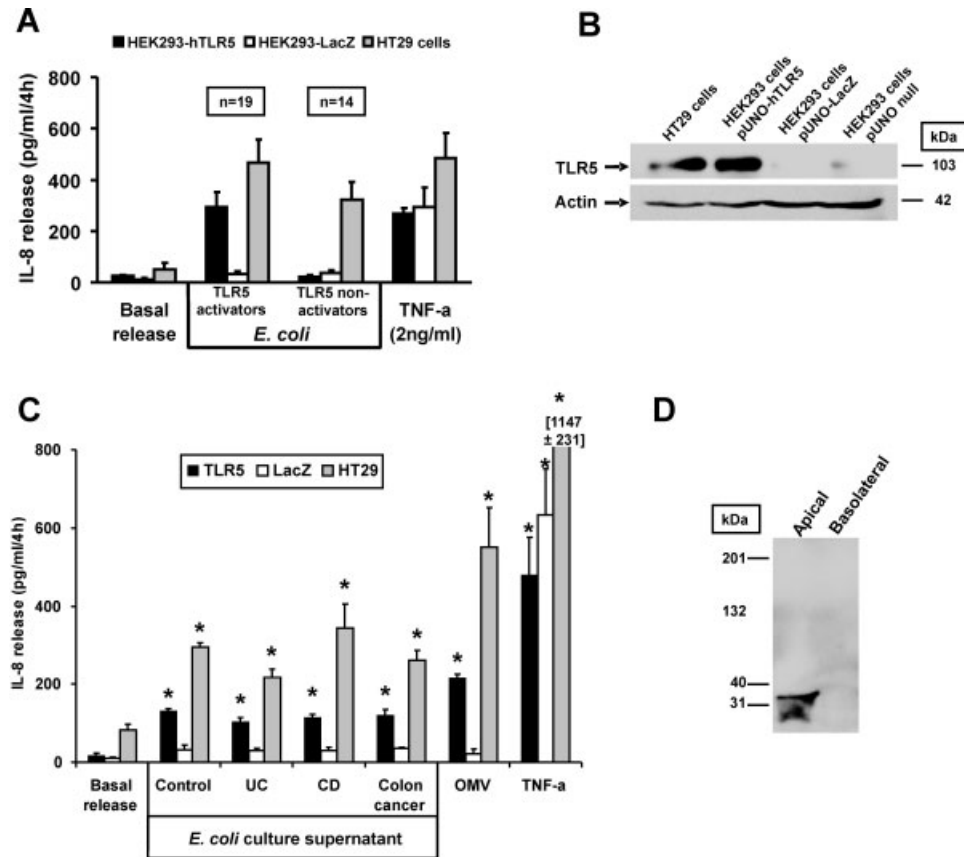 A
HEK293-hTLR5 HEK293-LacZ HT29 cells
IL-8 release (pg/ml/4h)
800
600
400
200
0
n=19
n=14
Basal release
TLR5 activators
TLR5 non-activators
E. coli
TNF-a (2ng/ml)
B
HT29 cells
HEK293 cells pUNO-hTLR5
HEK293 cells pUNO-LacZ
HEK293 cells pUNO null
kDa
TLR5
103
Actin
42
C
TLR5 LacZ HT29
IL-8 release (pg/ml/4h)
800
600
400
200
0
* * * * * * * * * * * * *
[1147 ± 231]
Basal release
Control
UC
CD
Colon cancer
OMV
TNF-a
E. coli culture supernatant
D
kDa
Apical
Basolateral
201
132
40
31